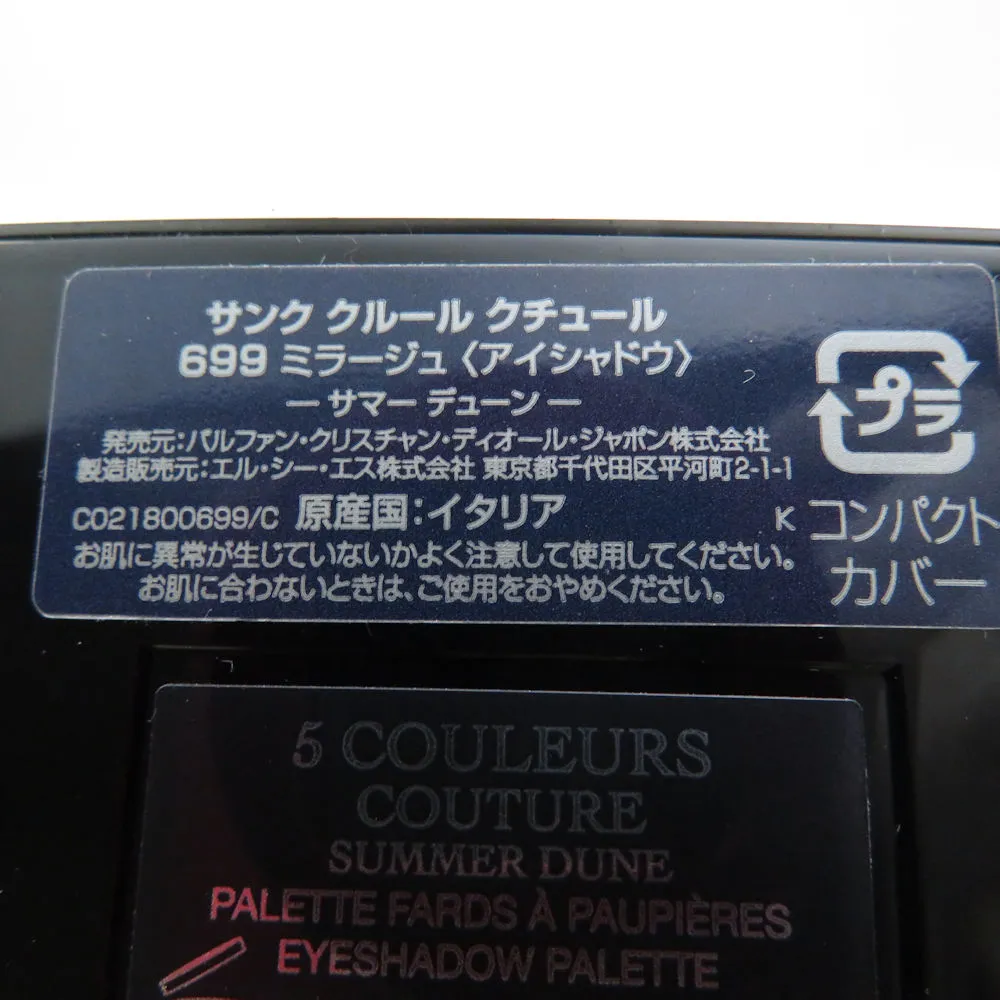 サンク クルール クチュール
699 ミラージュ〈アイシャドウ〉
— サマー デューン —
発売元:パルファン・クリスチャン・ディオール・ジャポン株式会社
製造販売元:エル・シー・エス株式会社 東京都千代田区平河町2-1-1
C021800699/C 原産国:イタリア K
お肌に異常が生じていないかよく注意して使用してください。
お肌に合わないときは、ご使用をおやめください。
プラ
コンパクト
カバー
5 COULEURS
COUTURE
SUMMER DUNE
PALETTE FARDS À PAUPIÈRES
EYESHADOW PALETTE